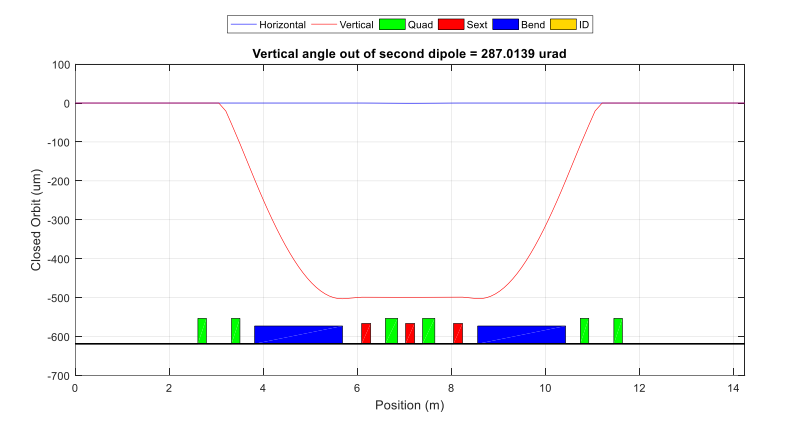 Horizontal Vertical Quad Sext Bend ID
Vertical angle out of second dipole = 287.0139 urad
100
0
-100
-200
-300
-400
-500
-600
-700
Closed Orbit (um)
0 2 4 6 8 10 12 14
Position (m)